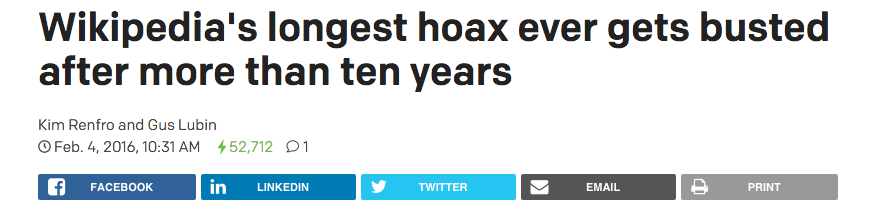 Wikipedia's longest hoax ever gets busted
after more than ten years
Kim Renfro and Gus Lubin
Feb. 4, 2016, 10:31 AM 52,712 1
FACEBOOK LINKEDIN TWITTER EMAIL PRINT